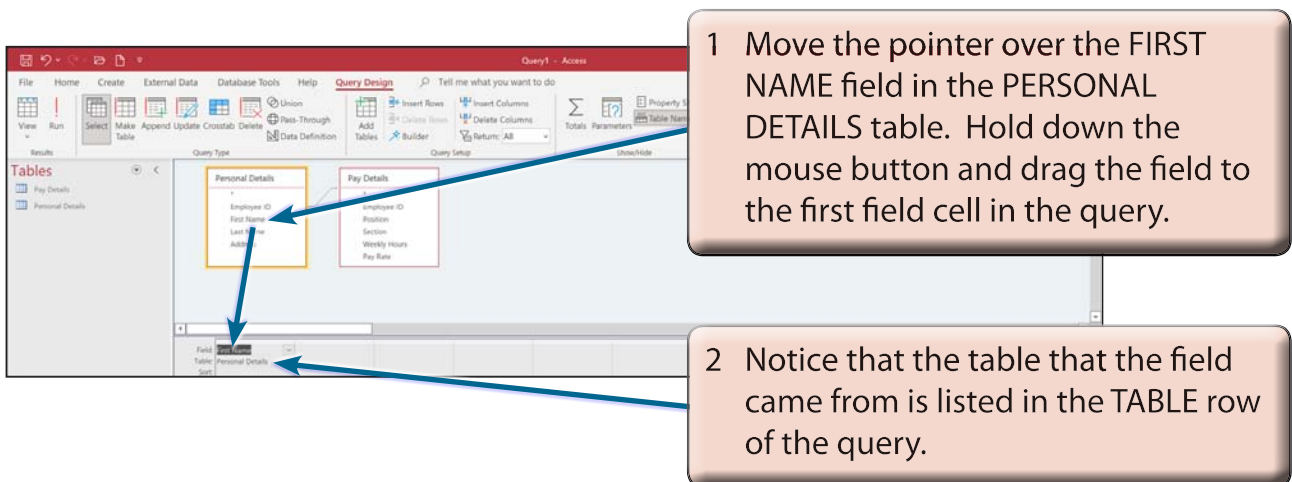 Query1 - Access
File Home Create External Data Database Tools Help Query Design Tell me what you want to do
View Run Select Make Table Append Update Crosstab Delete Union Pass-Through Data Definition Add Tables Insert Rows Delete Rows Builder Insert Columns Delete Columns Return: All Totals Parameters Property S Table Nam
Results Query Type Query Setup Show/Hide
Tables
Pay Details
Personal Details
Personal Details
*
Employee ID
First Name
Last
Pay Details
Employee ID
Position
Section
Weekly Hours
Pay Rate
Field: First Name
Table: Personal Details
Sort:
1 Move the pointer over the FIRST
NAME field in the PERSONAL
DETAILS table. Hold down the
mouse button and drag the field to
the first field cell in the query.
2 Notice that the table that the field
came from is listed in the TABLE row
of the query.